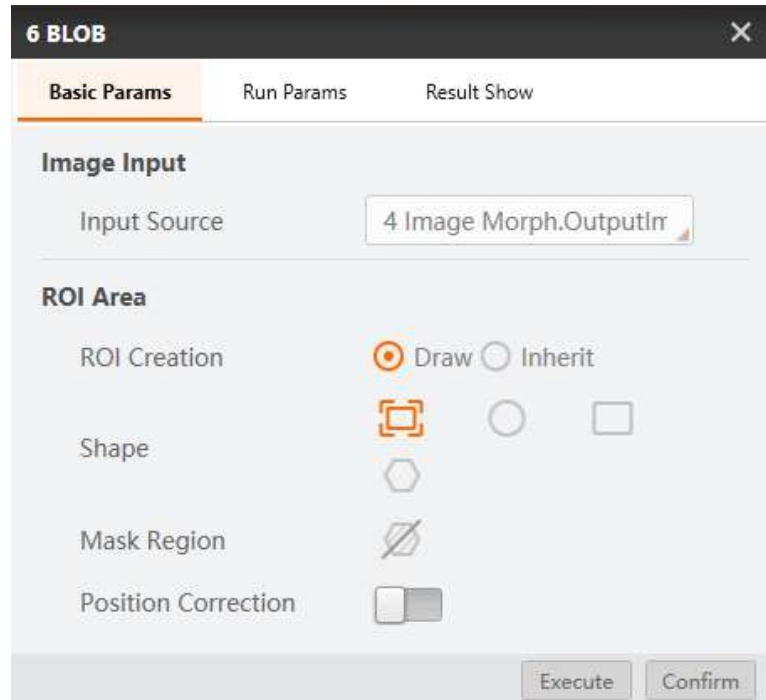 6 BLOB
Basic Params Run Params Result Show
Image Input
Input Source 4 Image Morph.OutputIm
ROI Area
ROI Creation Draw Inherit
Shape
Mask Region
Position Correction
Execute Confirm